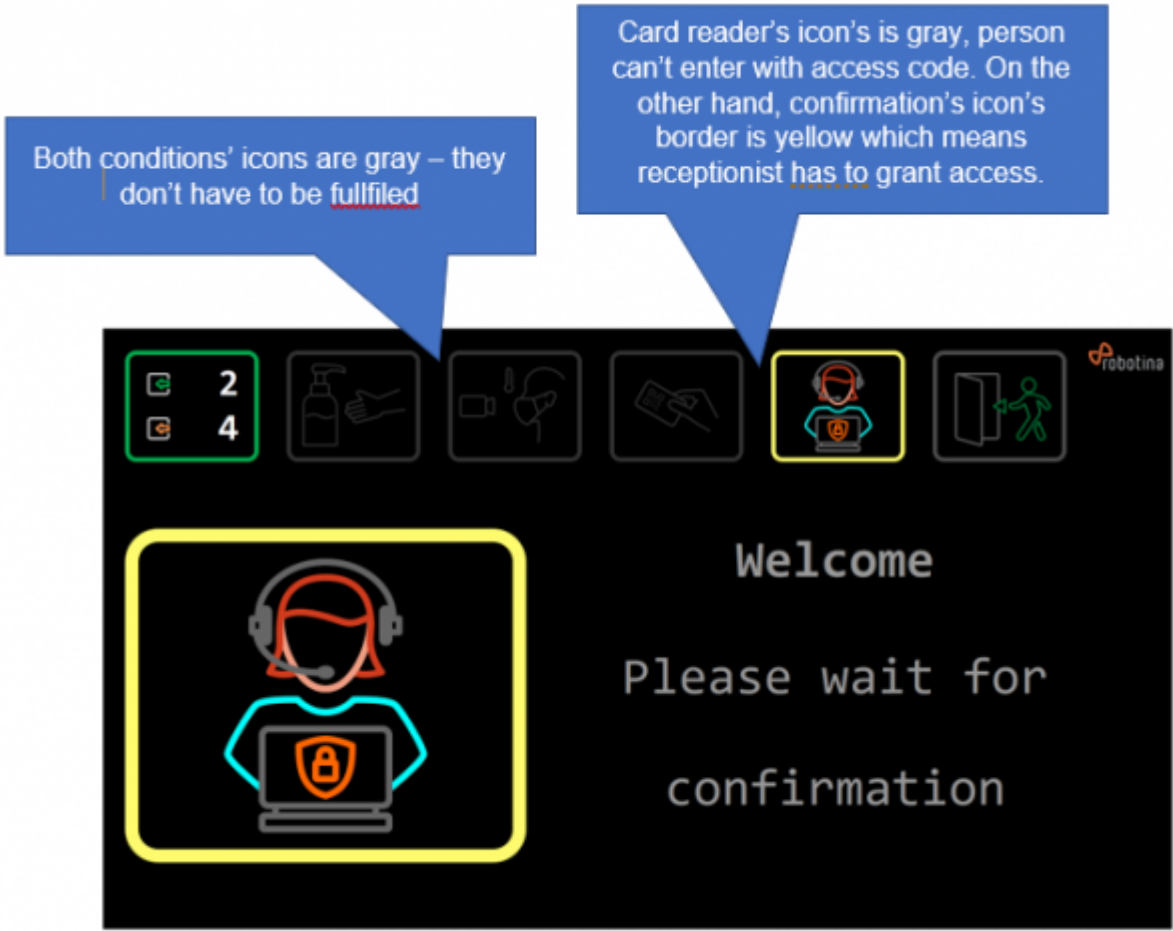 Card reader's icon's is gray, person
can't enter with access code. On the
other hand, confirmation's icon's
border is yellow which means
receptionist has to grant access.
Both conditions' icons are gray – they
don't have to be fullfiled
2
4
robotina
Welcome
Please wait for
confirmation